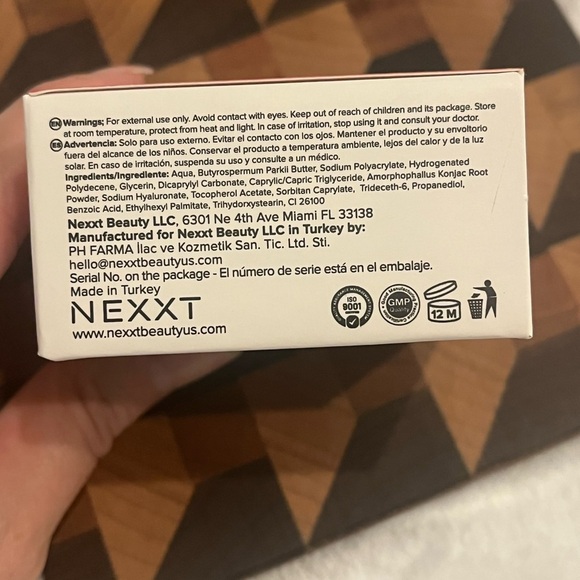 EN Warnings; For external use only. Avoid contact with eyes. Keep out of reach of children and its package. Store
at room temperature, protect from heat and light. In case of irritation, stop using it and consult your doctor.
ES Advertencia: Solo para uso externo. Evitar el contacto con los ojos. Mantener el producto y su envoltorio
fuera del alcance de los niños. Conservar el producto a temperatura ambiente, lejos del calor y de la luz
solar. En caso de irritación, suspenda su uso y consulte a un médico.
Ingredients/Ingrediente: Aqua, Butyrospermum Parkii Butter, Sodium Polyacrylate, Hydrogenated
Polydecene, Glycerin, Dicaprylyl Carbonate, Caprylic/Capric Triglyceride, Amorphophallus Konjac Root
Powder, Sodium Hyaluronate, Tocopherol Acetate, Sorbitan Caprylate, Trideceth-6, Propanediol,
Benzoic Acid, Ethylhexyl Palmitate, Trihydorxystearin, CI 26100
Nexxt Beauty LLC, 6301 Ne 4th Ave Miami FL 33138
Manufactured for Nexxt Beauty LLC in Turkey by:
PH FARMA İlac ve Kozmetik San. Tic. Ltd. Sti.
hello@nexxtbeautyus.com
Serial No. on the package - El número de serie está en el embalaje.
Made in Turkey
NEXXT
www.nexxtbeautyus.com
ISO
9001
GMP
Quality
12 M